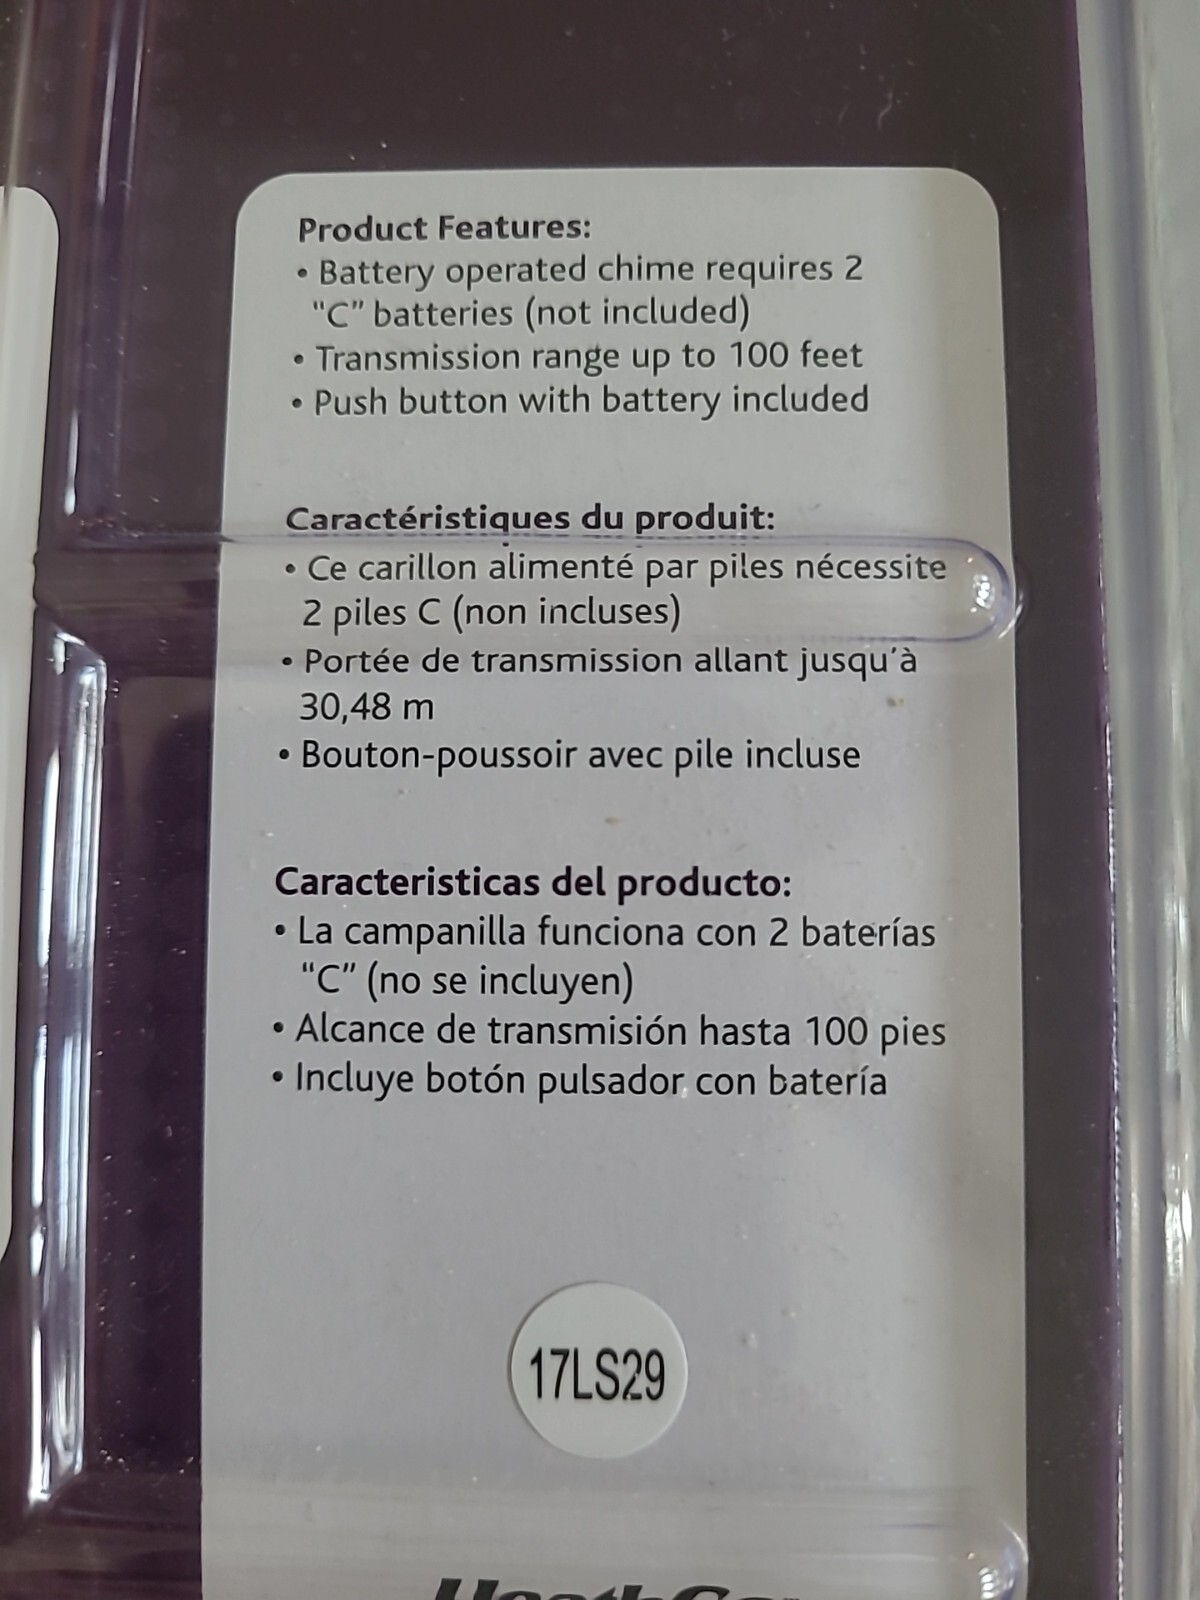 Product Features:
• Battery operated chime requires 2
"C" batteries (not included)
• Transmission range up to 100 feet
• Push button with battery included
Caractéristiques du produit:
• Ce carillon alimenté par piles nécessite
2 piles C (non incluses)
• Portée de transmission allant jusqu'à
30,48 m
• Bouton-poussoir avec pile incluse
Caracteristicas del producto:
• La campanilla funciona con 2 baterías
"C" (no se incluyen)
• Alcance de transmisión hasta 100 pies
• Incluye botón pulsador con batería
17LS29